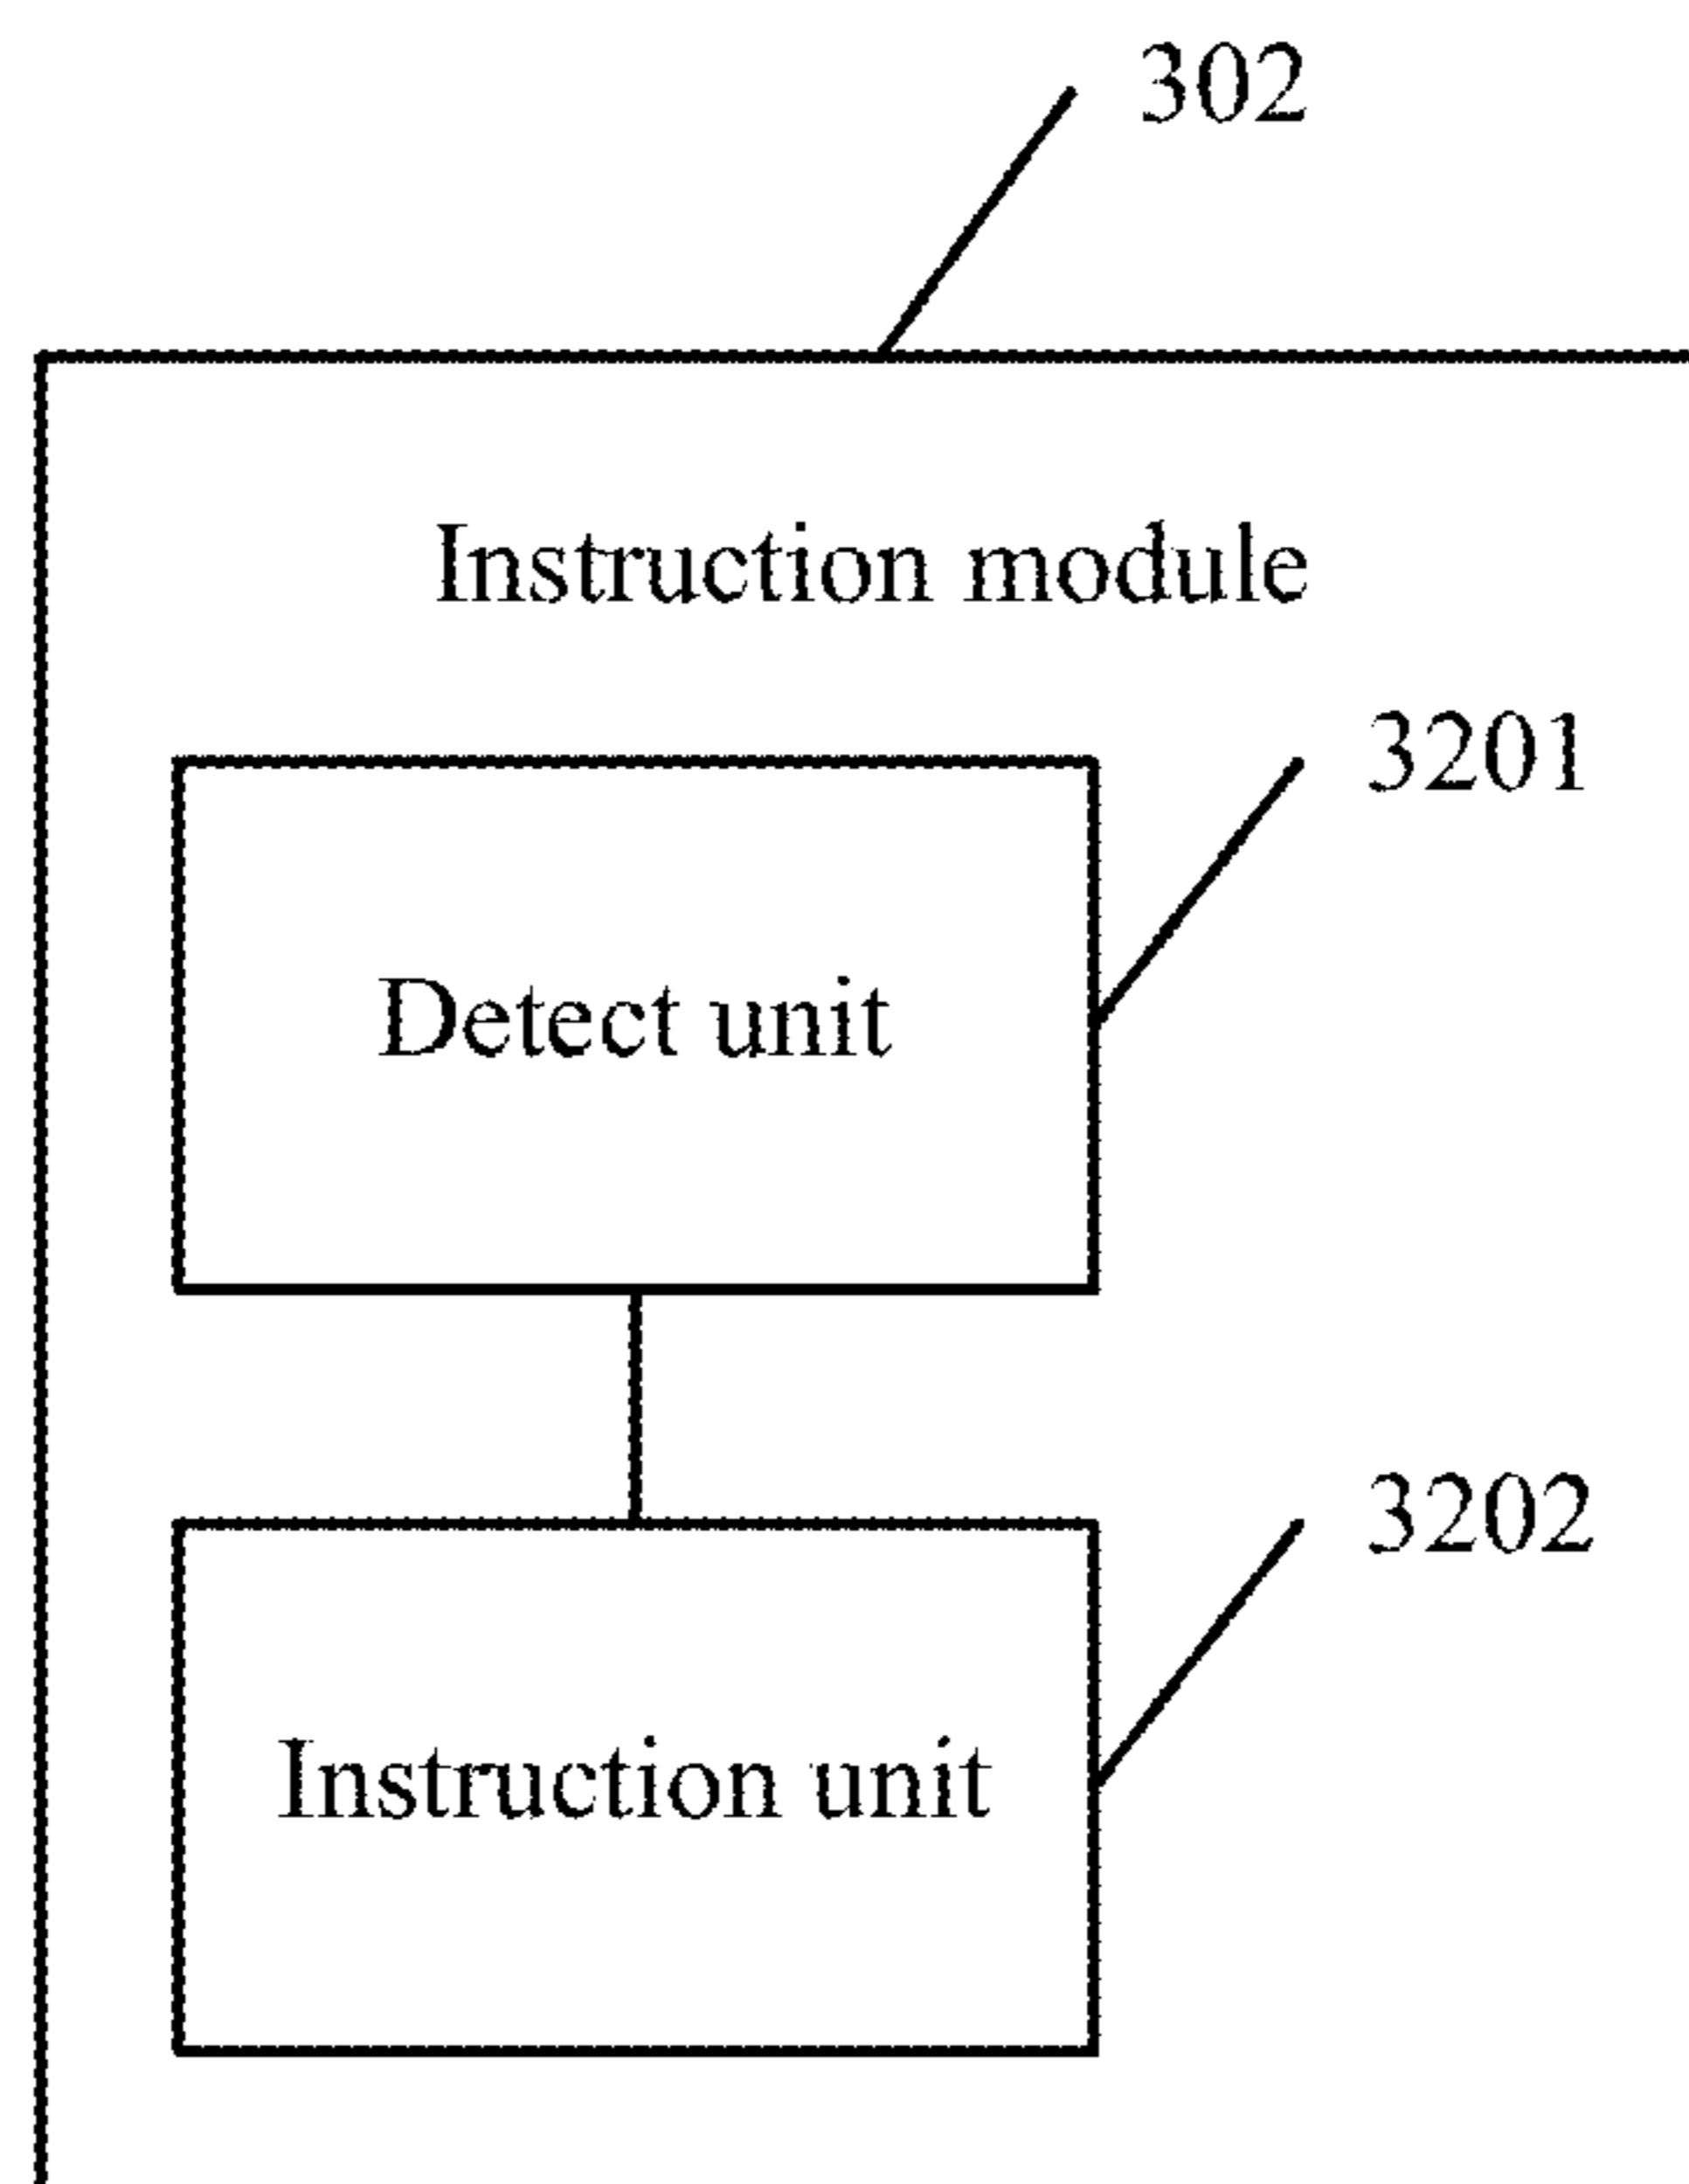 302
Instruction module
3201
Detect unit
3202
Instruction unit